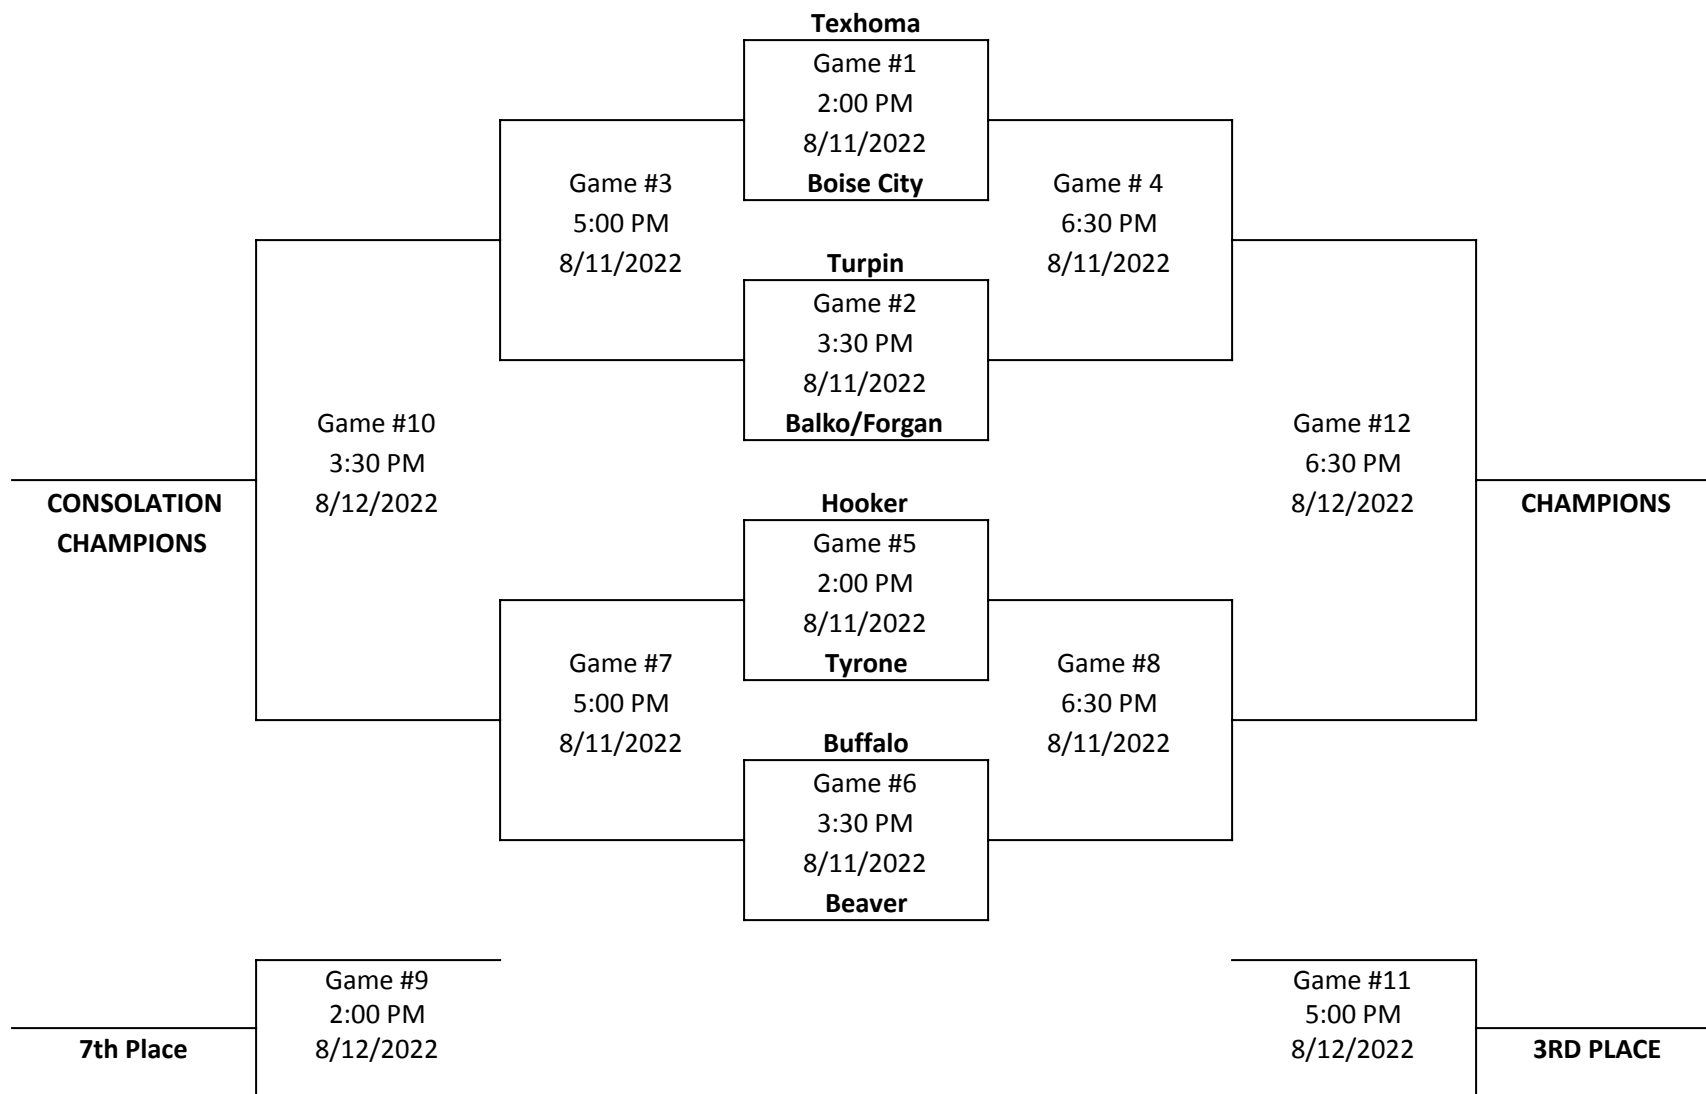 Texhoma
Game #1
2:00 PM
8/11/2022
Boise City
Game #3
5:00 PM
8/11/2022
Game # 4
6:30 PM
8/11/2022
Turpin
Game #2
3:30 PM
8/11/2022
Balko/Forgan
Game #10
3:30 PM
8/12/2022
CONSOLATION
CHAMPIONS
Game #12
6:30 PM
8/12/2022
CHAMPIONS
Hooker
Game #5
2:00 PM
8/11/2022
Tyrone
Game #7
5:00 PM
8/11/2022
Game #8
6:30 PM
8/11/2022
Buffalo
Game #6
3:30 PM
8/11/2022
Beaver
Game #9
2:00 PM
8/12/2022
7th Place
Game #11
5:00 PM
8/12/2022
3RD PLACE